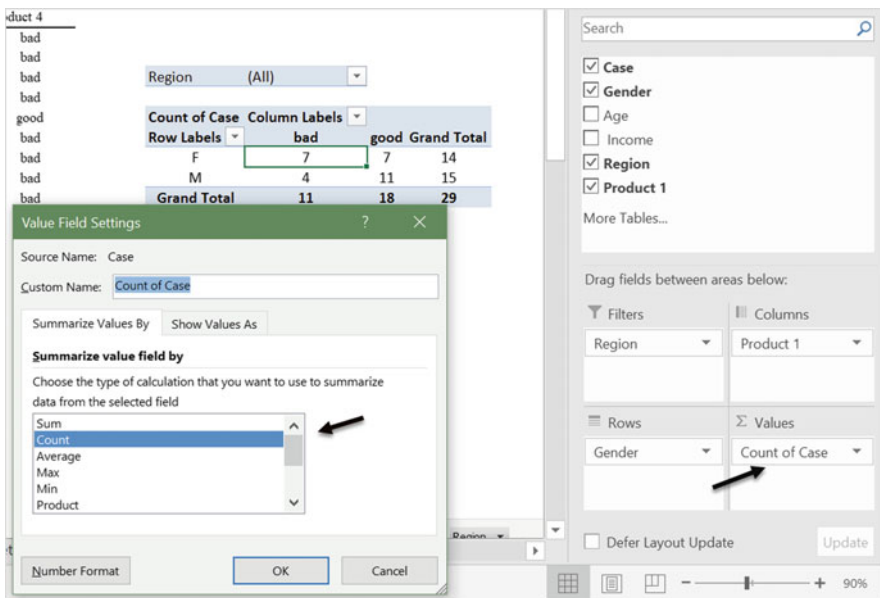 duct 4
bad
bad
bad
bad
good
bad
bad
bad
bad
Region (All)
Count of Case Column Labels
Row Labels bad good Grand Total
F 7 7 14
M 4 11 15
Grand Total 11 18 29
Value Field Settings ? ×
Source Name: Case
Custom Name: Count of Case
Summarize Values By Show Values As
Summarize value field by
Choose the type of calculation that you want to use to summarize
data from the selected field
Sum
Count
Average
Max
Min
Product
Number Format OK Cancel
Region
Search
Case
Gender
Age
Income
Region
Product 1
More Tables...
Drag fields between areas below:
Filters Columns
Region Product 1
Rows Σ Values
Gender Count of Case
Defer Layout Update Update
- + 90%